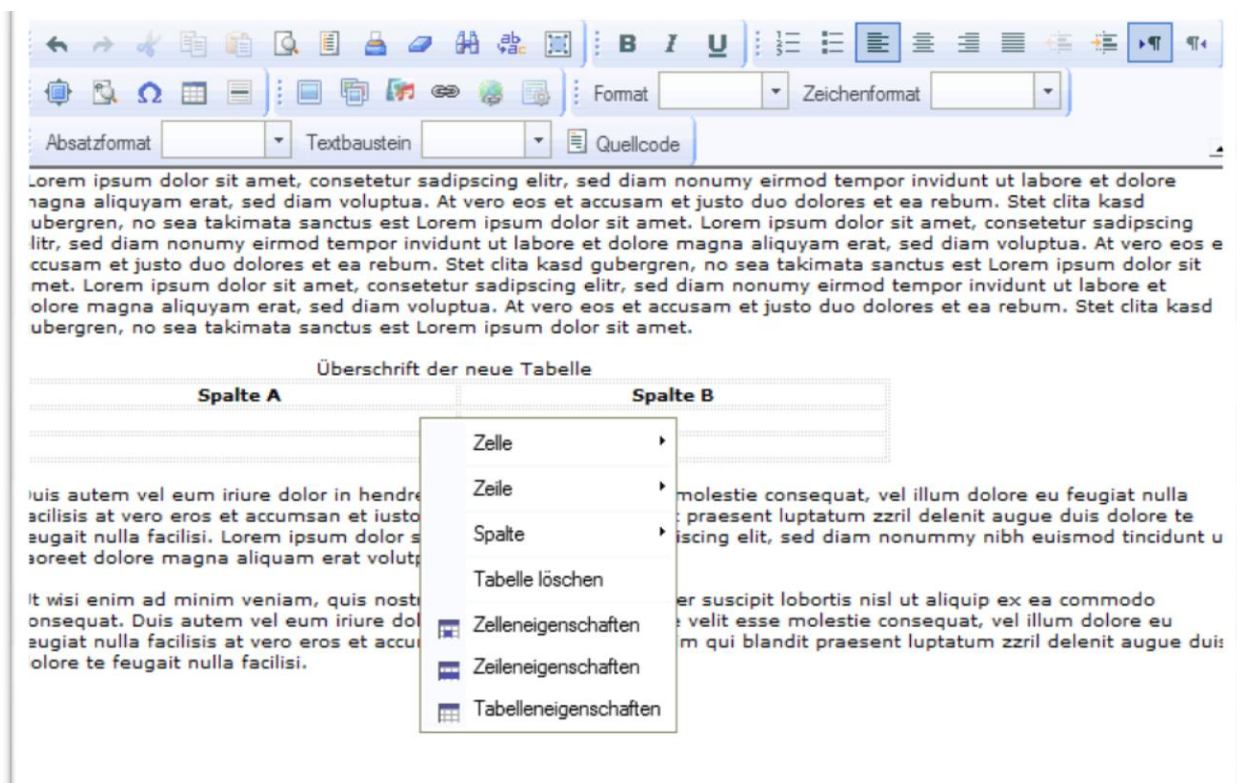 B I U
Format Zeichenformat
Absatzformat Textbaustein Quellcode
Lorem ipsum dolor sit amet, consetetur sadipscing elitr, sed diam nonumy eirmod tempor invidunt ut labore et dolore
magna aliquyam erat, sed diam voluptua. At vero eos et accusam et justo duo dolores et ea rebum. Stet clita kasd
ubergren, no sea takimata sanctus est Lorem ipsum dolor sit amet. Lorem ipsum dolor sit amet, consetetur sadipscing
litr, sed diam nonumy eirmod tempor invidunt ut labore et dolore magna aliquyam erat, sed diam voluptua. At vero eos e
ccusam et justo duo dolores et ea rebum. Stet clita kasd gubergren, no sea takimata sanctus est Lorem ipsum dolor sit
met. Lorem ipsum dolor sit amet, consetetur sadipscing elitr, sed diam nonumy eirmod tempor invidunt ut labore et
olore magna aliquyam erat, sed diam voluptua. At vero eos et accusam et justo duo dolores et ea rebum. Stet clita kasd
ubergren, no sea takimata sanctus est Lorem ipsum dolor sit amet.
Überschrift der neue Tabelle
Spalte A Spalte B
Zelle
Zeile
Spalte
Tabelle löschen
Zelleneigenschaften
Zeileneigenschaften
Tabelleneigenschaften
Duis autem vel eum iriure dolor in hendre molestie consequat, vel illum dolore eu feugiat nulla
acilisis at vero eros et accumsan et iusto praesent luptatum zzril delenit augue duis dolore te
eugait nulla facilisi. Lorem ipsum dolor s iscing elit, sed diam nonummy nibh euismod tincidunt u
aoreet dolore magna aliquam erat volutp
Ut wisi enim ad minim veniam, quis nostr er suscipit lobortis nisl ut aliquip ex ea commodo
onsequat. Duis autem vel eum iriure dol velit esse molestie consequat, vel illum dolore eu
eugiat nulla facilisis at vero eros et accu m qui blandit praesent luptatum zzril delenit augue duis
olore te feugait nulla facilisi.